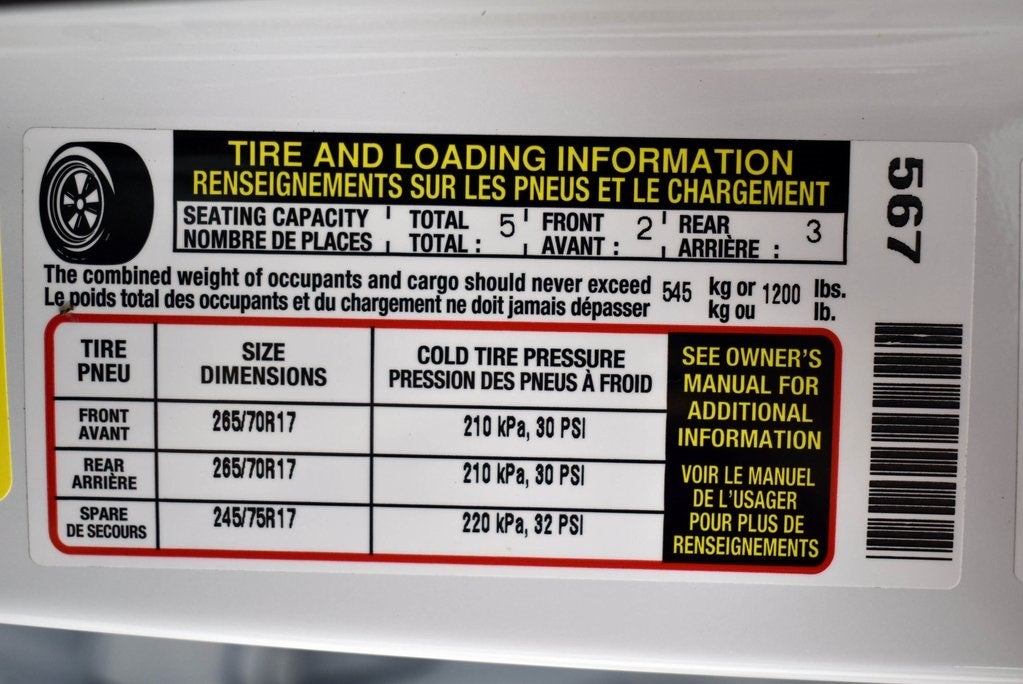 TIRE AND LOADING INFORMATION
RENSEIGNEMENTS SUR LES PNEUS ET LE CHARGEMENT
SEATING CAPACITY TOTAL 5 FRONT 2 REAR 3
NOMBRE DE PLACES TOTAL : AVANT : ARRIÈRE :
567
The combined weight of occupants and cargo should never exceed 545 kg or 1200 lbs.
Le poids total des occupants et du chargement ne doit jamais dépasser kg ou lb.
TIRE SIZE COLD TIRE PRESSURE
PNEU DIMENSIONS PRESSION DES PNEUS À FROID
FRONT 265/70R17 210 kPa, 30 PSI
AVANT
REAR 265/70R17 210 kPa, 30 PSI
ARRIÈRE
SPARE 245/75R17 220 kPa, 32 PSI
DE SECOURS
SEE OWNER'S
MANUAL FOR
ADDITIONAL
INFORMATION
VOIR LE MANUEL
DE L'USAGER
POUR PLUS DE
RENSEIGNEMENTS